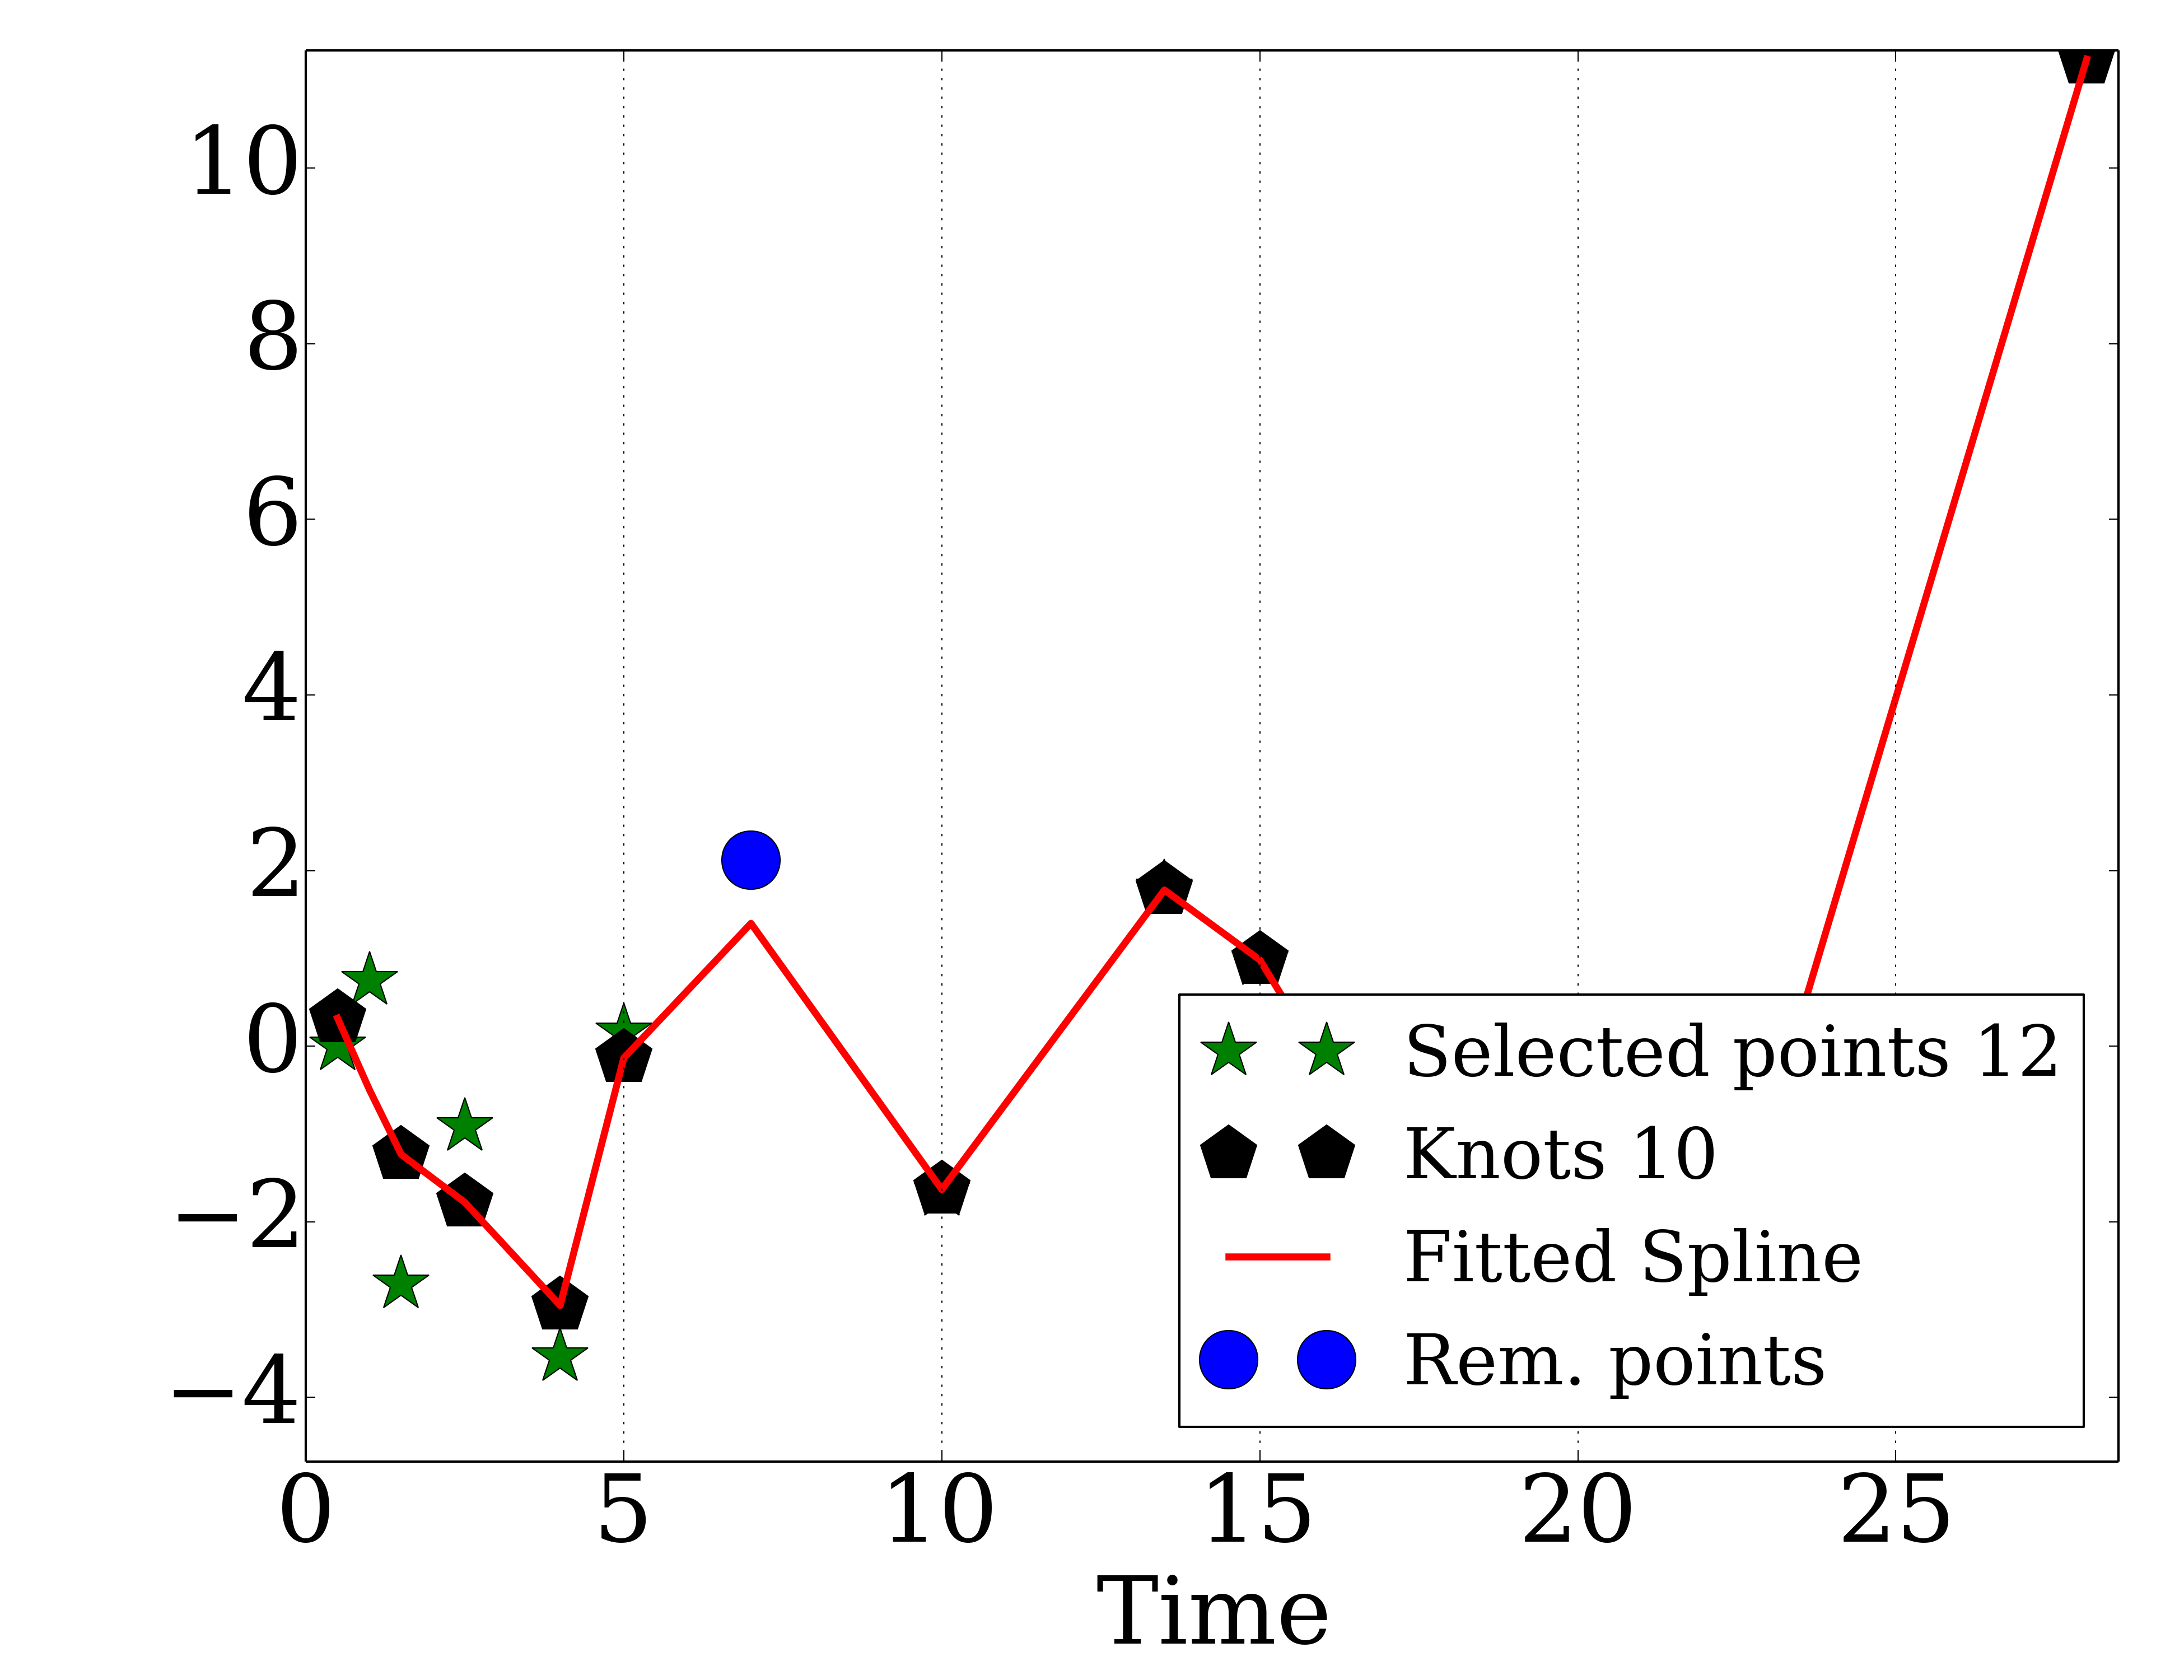 10
8
6
4
2
0
−2
−4
Selected points 12
Knots 10
Fitted Spline
Rem. points
0 5 10 15 20 25
Time